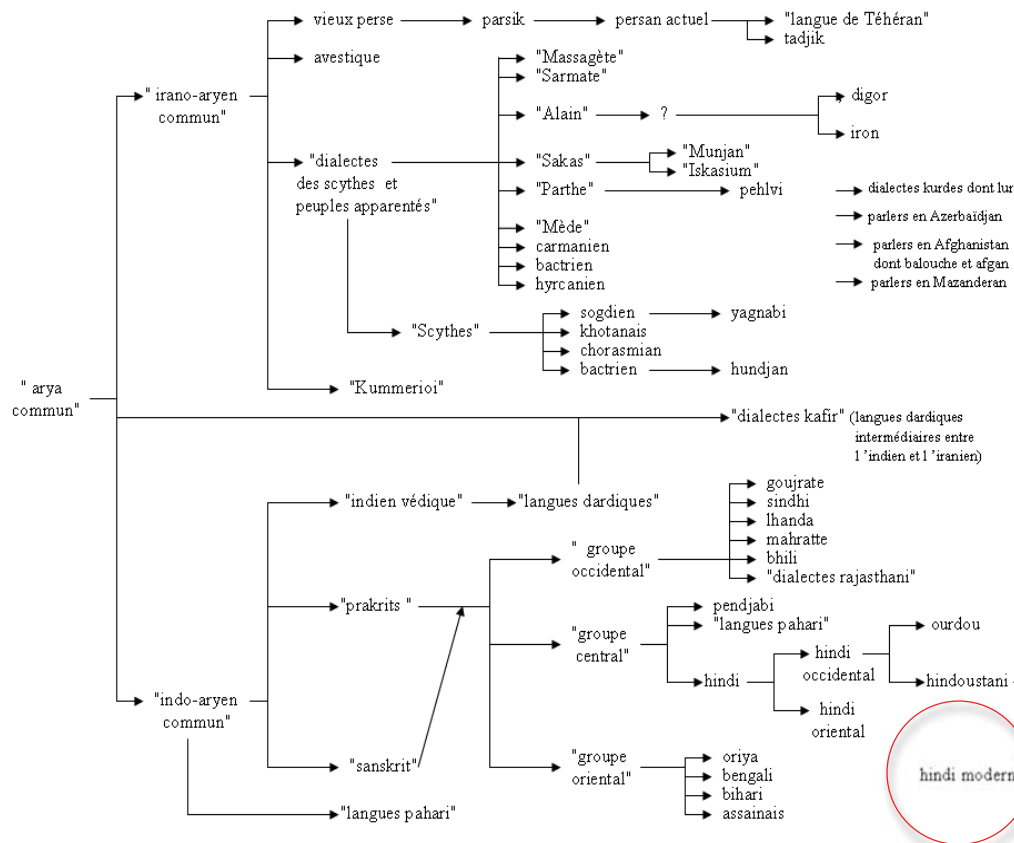 vieux perse
parsik
persan actuel
"langue de Téhéran"
tadjik
avestique
"Massagète"
"Sarmate"
" irano-aryen
commun"
"Alain"
?
digor
iron
"dialectes
des scythes et
peuples apparentés"
"Sakas"
"Munjan"
"Iskasium"
"Parthe"
pehlvi
dialectes kurdes dont lur
parlers en Azerbaïdjan
parlers en Afghanistan
dont balouche et afgan
parlers en Mazanderan
"Mède"
carmanien
bactrien
hyrcanien
"Scythes"
sogdien
yagnabi
khotanais
chorasmian
bactrien
hundjan
"Kummerioi"
" arya
commun"
"dialectes kafir" (langues dardiques
intermédiaires entre
l 'indien et l 'iranien)
"indien védique"
"langues dardiques"
goujrate
sindhi
lhanda
mahratte
bhili
"dialectes rajasthani"
" groupe
occidental"
"prakrits "
pendjabi
"langues pahari"
"groupe
central"
hindi
hindi
occidental
ourdou
hindoustani
hindi
oriental
"indo-aryen
commun"
"sanskrit"
"groupe
oriental"
oriya
bengali
bihari
assainais
"langues pahari"
hindi modern